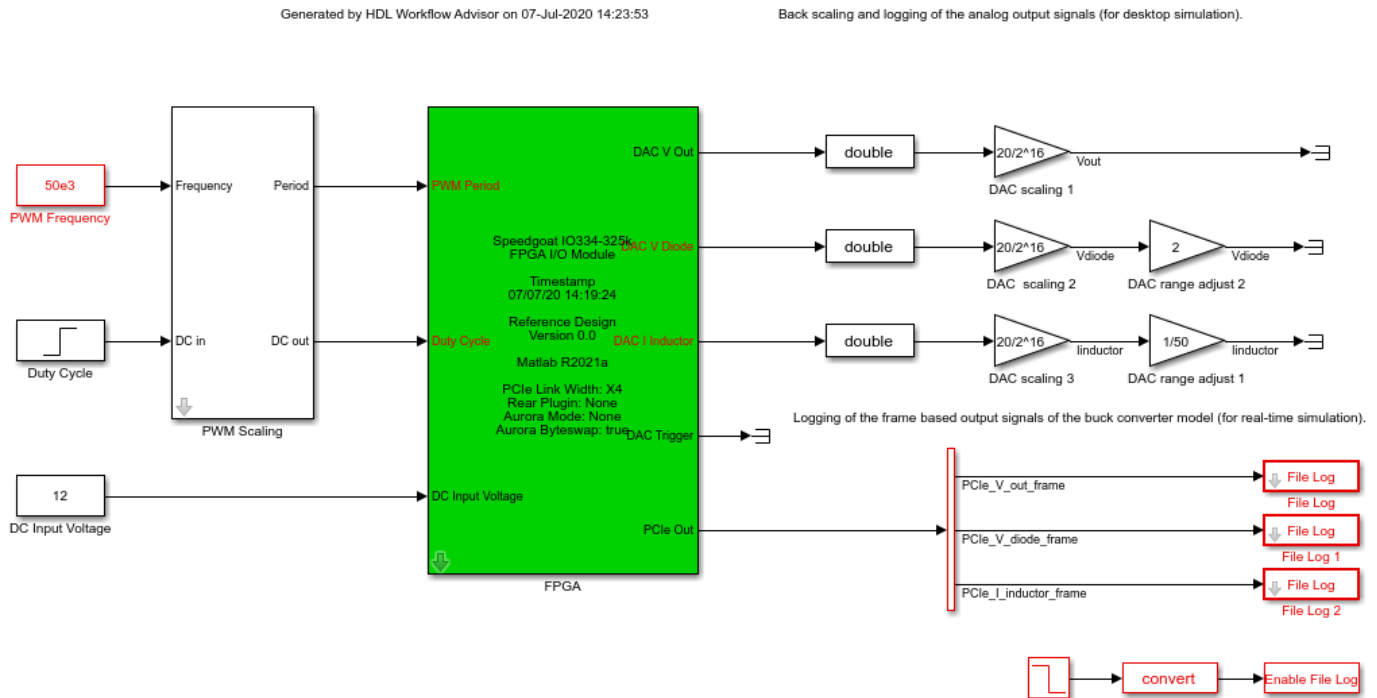 Generated by HDL Workflow Advisor on 07-Jul-2020 14:23:53
Back scaling and logging of the analog output signals (for desktop simulation).
50e3
PWM Frequency
Duty Cycle
12
DC Input Voltage
Frequency
Period
DC in
DC out
PWM Scaling
PWM Period
Duty Cycle
DC Input Voltage
Speedgoat IO334-325k
FPGA I/O Module
Timestamp
07/07/20 14:19:24
Reference Design
Version 0.0
Matlab R2021a
PCIe Link Width: X4
Rear Plugin: None
Aurora Mode: None
Aurora Byteswap: true
DAC V Out
DAC V Diode
DAC I Inductor
DAC Trigger
PCIe Out
FPGA
double
20/2^16
Vout
DAC scaling 1
double
20/2^16
Vdiode
2
Vdiode
DAC  scaling 2
DAC range adjust 2
double
20/2^16
Iinductor
1/50
Iinductor
DAC scaling 3
DAC range adjust 1
Logging of the frame based output signals of the buck converter model (for real-time simulation).
PCIe_V_out_frame
File Log
File Log
PCIe_V_diode_frame
File Log
File Log 1
PCIe_I_inductor_frame
File Log
File Log 2
convert
Enable File Log